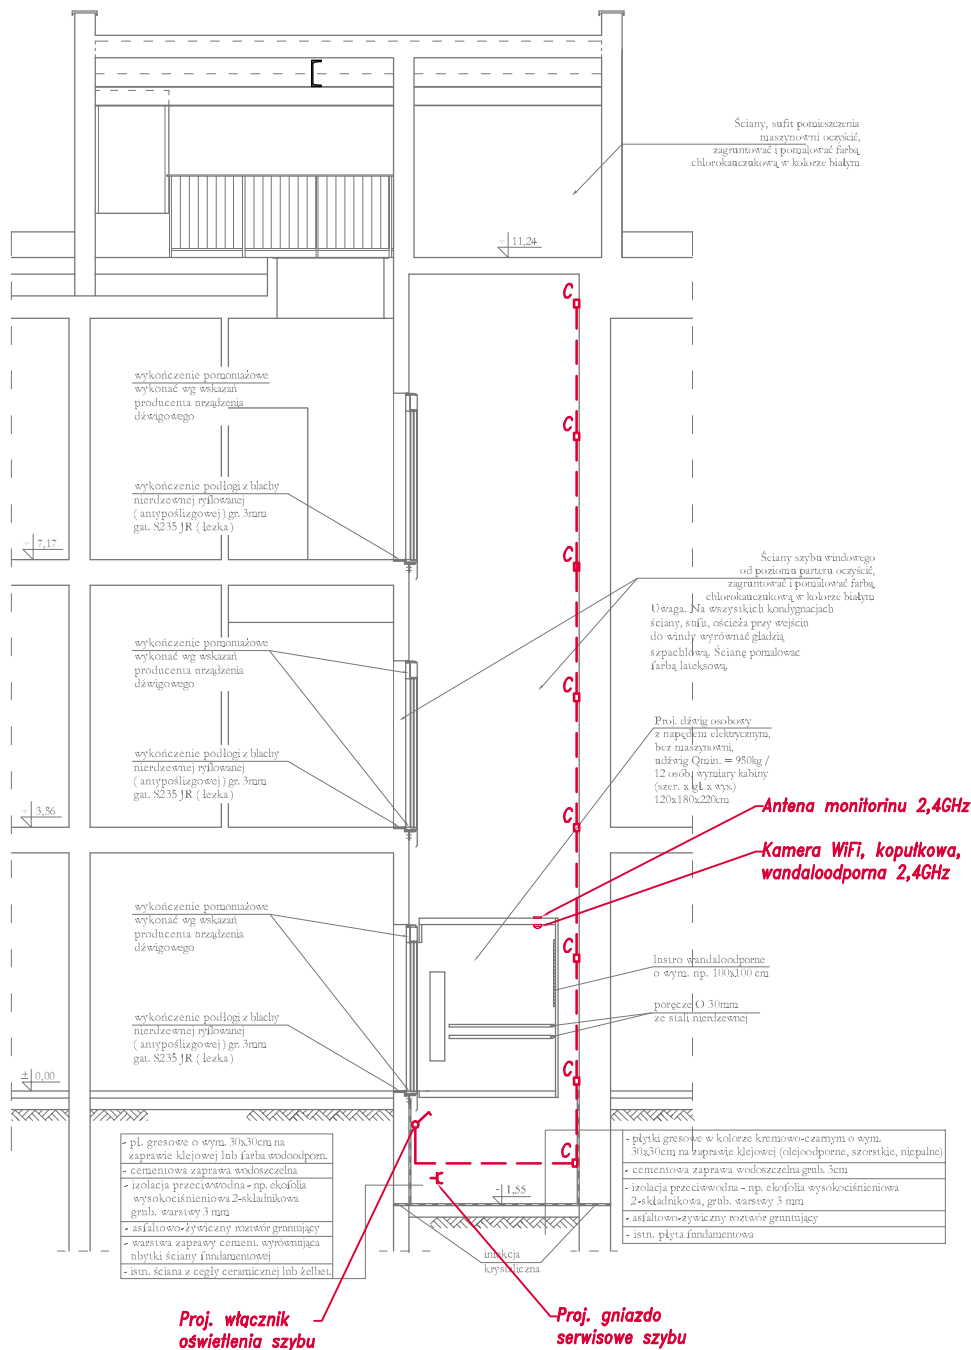 Ściany, sufit pomieszczenia
maszynowni oczyścić,
zagruntować i pomalować farbą
chlorokauczukową w kolorze białym
11,24
C
wykończenie pomontażowe
wykonać wg wskazań
producenta urządzenia
dźwigowego
C
wykończenie podłogi z blachy
nierdzewnej ryflowanej
( antypoślizgowej ) gr. 3mm
gat. S235 JR ( łezka )
7,17
C
Ściany szybu windowego
od poziomu parteru oczyścić,
zagruntować i pomalować farbą
chlorokauczukową w kolorze białym
Uwaga. Na wszystkich kondygnacjach
ściany, sufit, ościeża przy wejściu
do windy wyrównać gładzią
szpachlową. Ścianę pomalować
farbą lateksową.
wykończenie pomontażowe
wykonać wg wskazań
producenta urządzenia
dźwigowego
C
Proj. dźwig osobowy
z napędem elektrycznym,
bez maszynowni,
udźwig Qmin. = 950kg /
12 osób, wymiary kabiny
(szer. x gł. x wys.)
120x180x220cm
wykończenie podłogi z blachy
nierdzewnej ryflowanej
( antypoślizgowej ) gr. 3mm
gat. S235 JR ( łezka )
3,56
C
Antena monitorinu 2,4GHz
Kamera WiFi, kopułkowa,
wandaloodporna 2,4GHz
wykończenie pomontażowe
wykonać wg wskazań
producenta urządzenia
dźwigowego
C
lustro wandaloodporne
o wym. np. 100x100 cm
poręcze O 30mm
ze stali nierdzewnej
wykończenie podłogi z blachy
nierdzewnej ryflowanej
( antypoślizgowej ) gr. 3mm
gat. S235 JR ( łezka )
± 0,00
C
- pł. gresowe o wym. 30x30cm na
zaprawie klejowej lub farba wodoodporn.
- cementowa zaprawa wodoszczelna
- izolacja przeciwwodna - np. ekofolia
wysokociśnieniowa 2-składnikowa
grub. warstwy 3 mm
- asfaltowo-żywiczny roztwór gruntujący
- warstwa zaprawy cement. wyrównująca
ubytki ściany fundamentowej
- istn. ściana z cegły ceramicznej lub żelbet.
C
- 1,55
- płytki gresowe w kolorze kremowo-czarnym o wym.
30x30cm na zaprawie klejowej (olejoodporne, szorstkie, niepalne)
- cementowa zaprawa wodoszczelna grub. 3cm
- izolacja przeciwwodna - np. ekofolia wysokociśnieniowa
2-składnikowa, grub. warstwy 3 mm
- asfaltowo-żywiczny roztwór gruntujący
- istn. płyta fundamentowa
iniekcja
krystaliczna
Proj. włącznik
oświetlenia szybu
Proj. gniazdo
serwisowe szybu